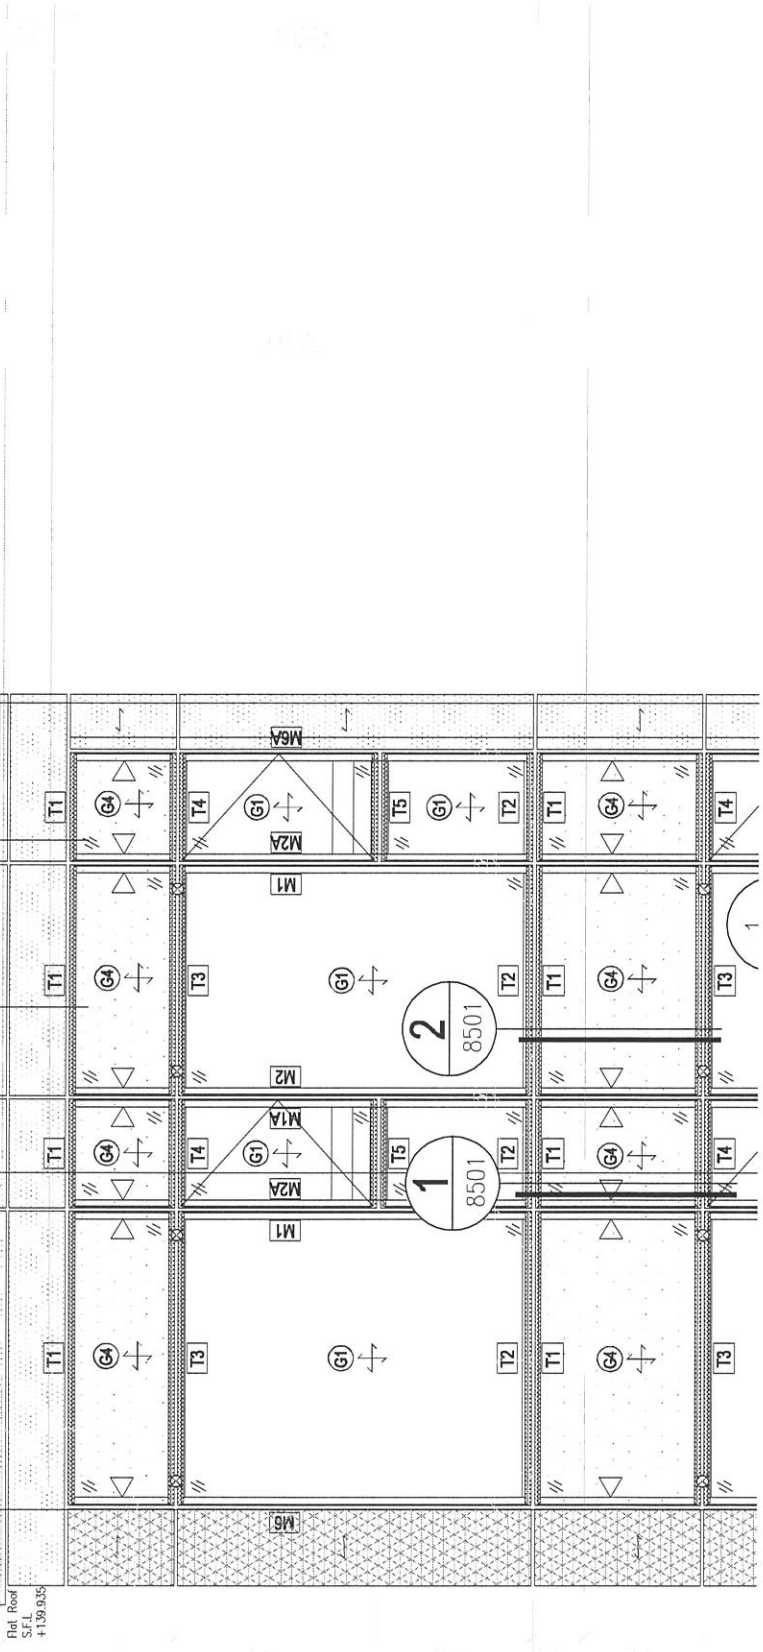 Flat Roof
S.F.L
+139.935
T1 T1 T1 T1
G4 G4 G4 G4
T3 T4 T3 T4
G1 G1
M6 M1 M2A M1A M2 M1 M2A M6A
G1 G1
T5 T5
1 2 G1
8501 8501
T2 T2 T2 T2
T1 T1 T1 T1
G4 G4 G4 G4
T3 T4 T3 T4
1